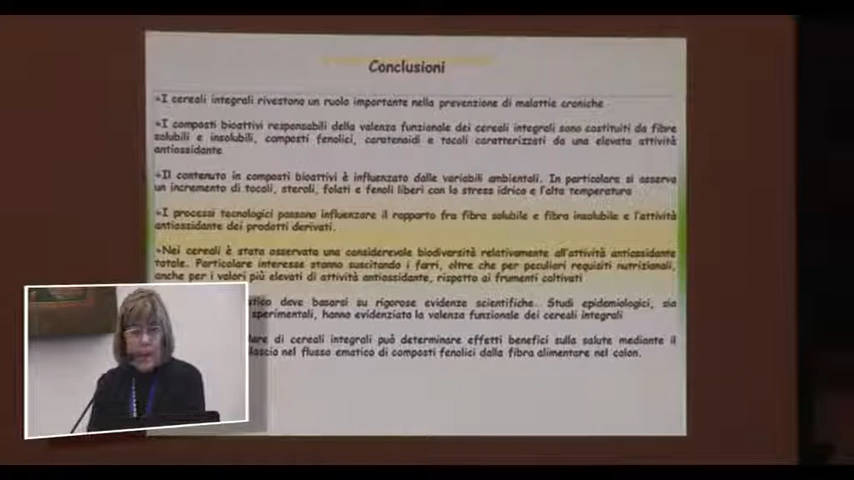 Conclusioni
I cereali integrali rivestono un ruolo importante nella prevenzione di malattie croniche
I composti bioattivi responsabili della valenza funzionale dei cereali integrali sono costituiti da fibre
solubili e insolubili, composti fenolici, carotenoidi e tocoli caratterizzati da una elevata attività
antiossidante
Il contenuto in composti bioattivi è influenzato dalle variabili ambientali. In particolare si osserva
un incremento di tocoli, steroli, folati e fenoli liberi con lo stress idrico e l'alta temperatura
I processi tecnologici possono influenzare il rapporto fra fibra solubile e fibra insolubile e l'attività
antiossidante dei prodotti derivati.
Nei cereali è stata osservata una considerevole biodiversità relativamente all'attività antiossidante
totale. Particolare interesse stanno suscitando i farri, oltre che per peculiari requisiti nutrizionali,
anche per i valori più elevati di attività antiossidante, rispetto ai frumenti coltivati
deve basarsi su rigorose evidenze scientifiche. Studi epidemiologici, sia
sperimentali, hanno evidenziato la valenza funzionale dei cereali integrali
di cereali integrali può determinare effetti benefici sulla salute mediante il
nel flusso ematico di composti fenolici dalla fibra alimentare nel colon.